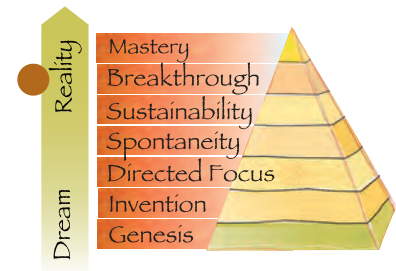 Reality
Dream
Mastery
Breakthrough
Sustainability
Spontaneity
Directed Focus
Invention
Genesis